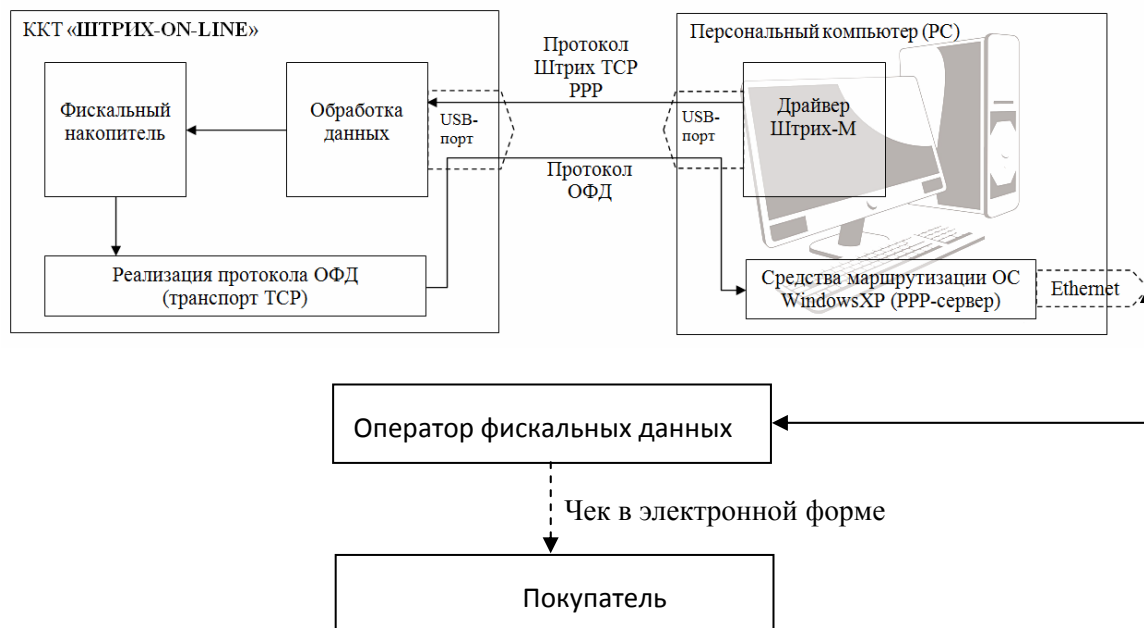 ККТ «ШТРИХ-ON-LINE»
Фискальный
накопитель
Обработка
данных
USB-
порт
Реализация протокола ОФД
(транспорт TCP)
Протокол
Штрих TCP
PPP
Протокол
ОФД
Персональный компьютер (PC)
USB-
порт
Драйвер
Штрих-М
Средства маршрутизации ОС
WindowsXP (PPP-сервер)
Ethernet
Оператор фискальных данных
Чек в электронной форме
Покупатель